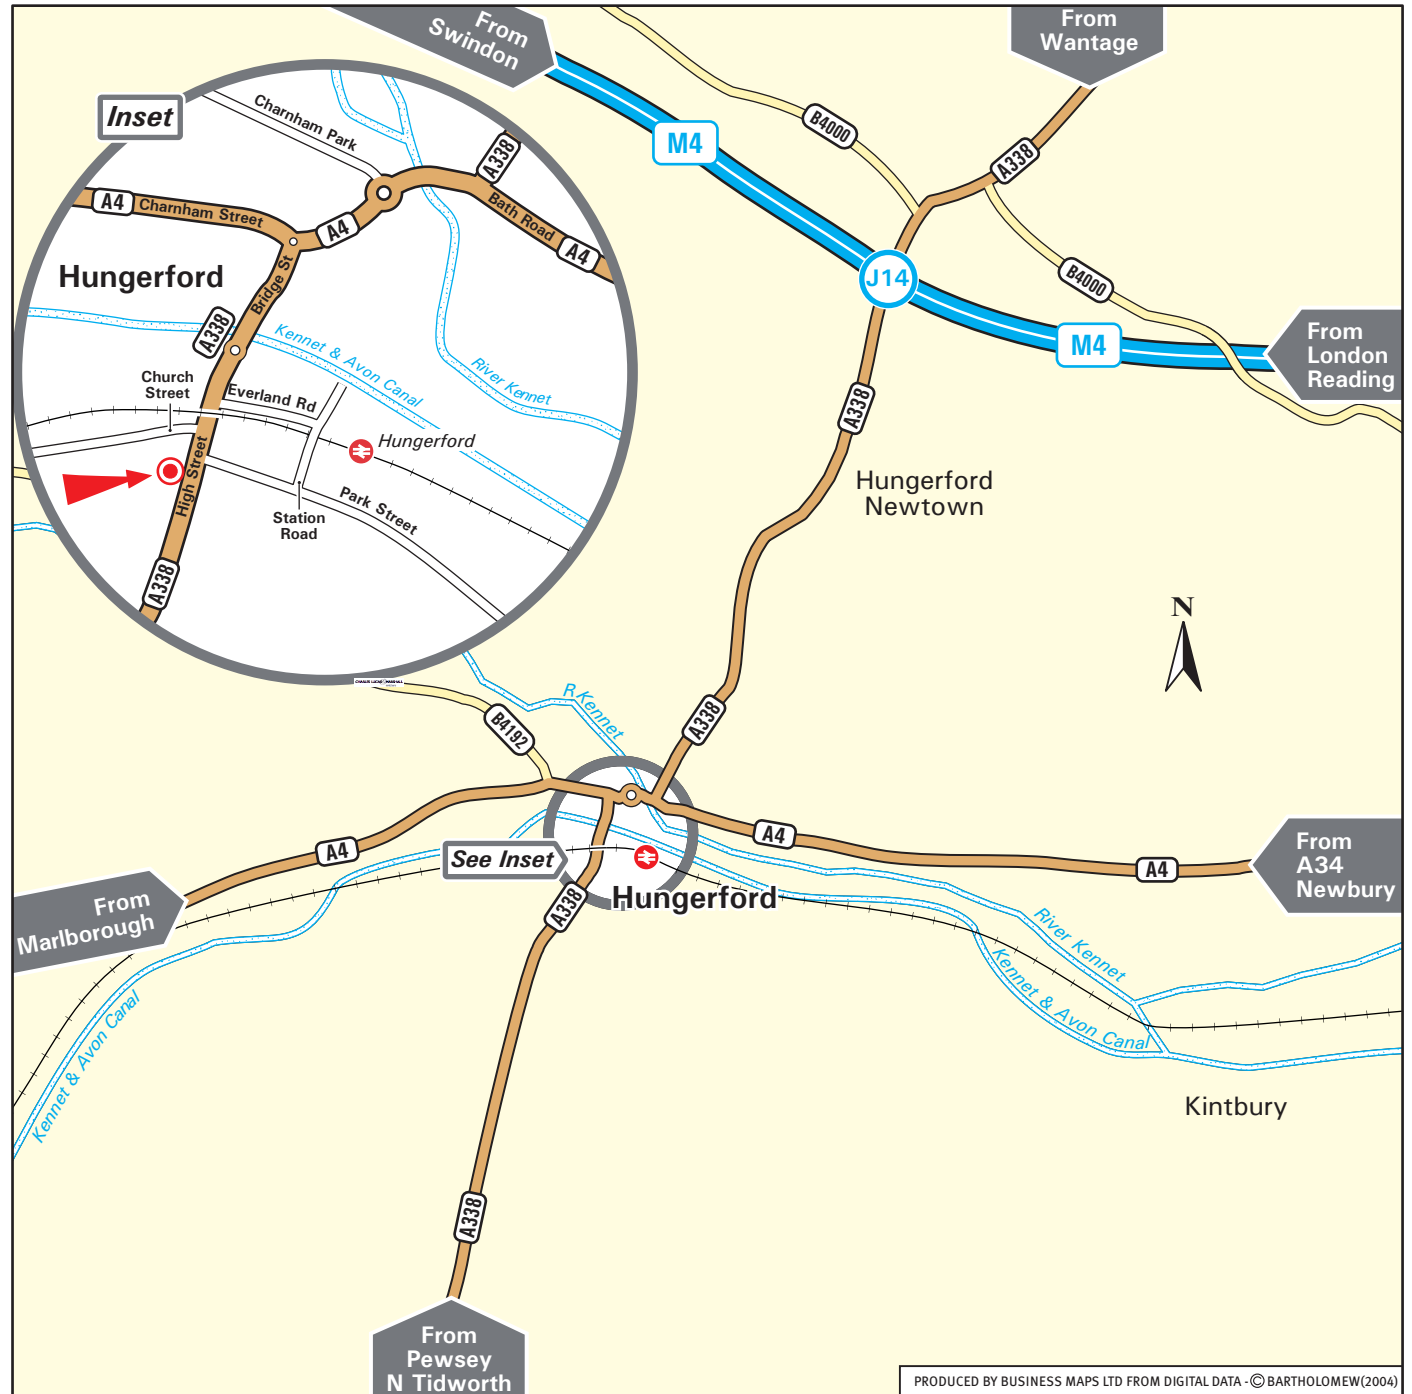 From
Swindon
From
Wantage
Inset
Charnham Park
A338
B4000
M4
A338
A4
Charnham Street
A4
Bath Road
A4
Hungerford
Bridge St
J14
B4000
A338
Kennet & Avon Canal
River Kennet
M4
From
London
Reading
Church
Street
Everland Rd
A338
Hungerford
High Street
Park Street
Station
Road
Hungerford
Newtown
A338
N
R Kennet
A338
B4192
A4
A4
See Inset
A4
From
A34
Newbury
Hungerford
A338
From
Marlborough
River Kennet
Kennet & Avon Canal
Kennet & Avon Canal
Kintbury
A338
From
Pewsey
N Tidworth
PRODUCED BY BUSINESS MAPS LTD FROM DIGITAL DATA - © BARTHOLOMEW(2004)